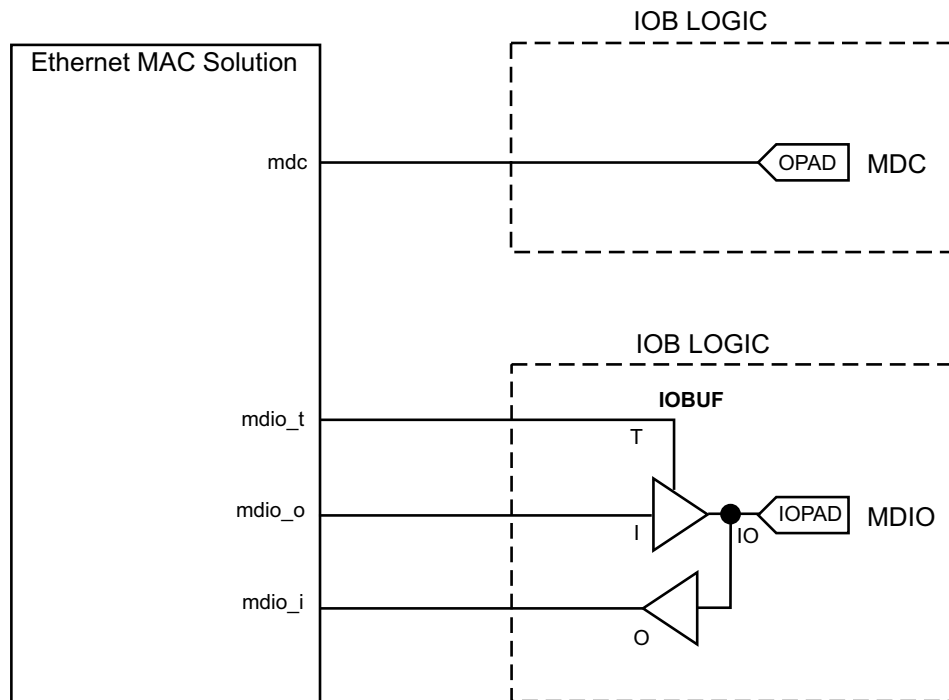 IOB LOGIC
Ethernet MAC Solution
mdc
OPAD
MDC
IOB LOGIC
IOBUF
mdio_t
T
mdio_o
I
IO
IOPAD
MDIO
mdio_i
O